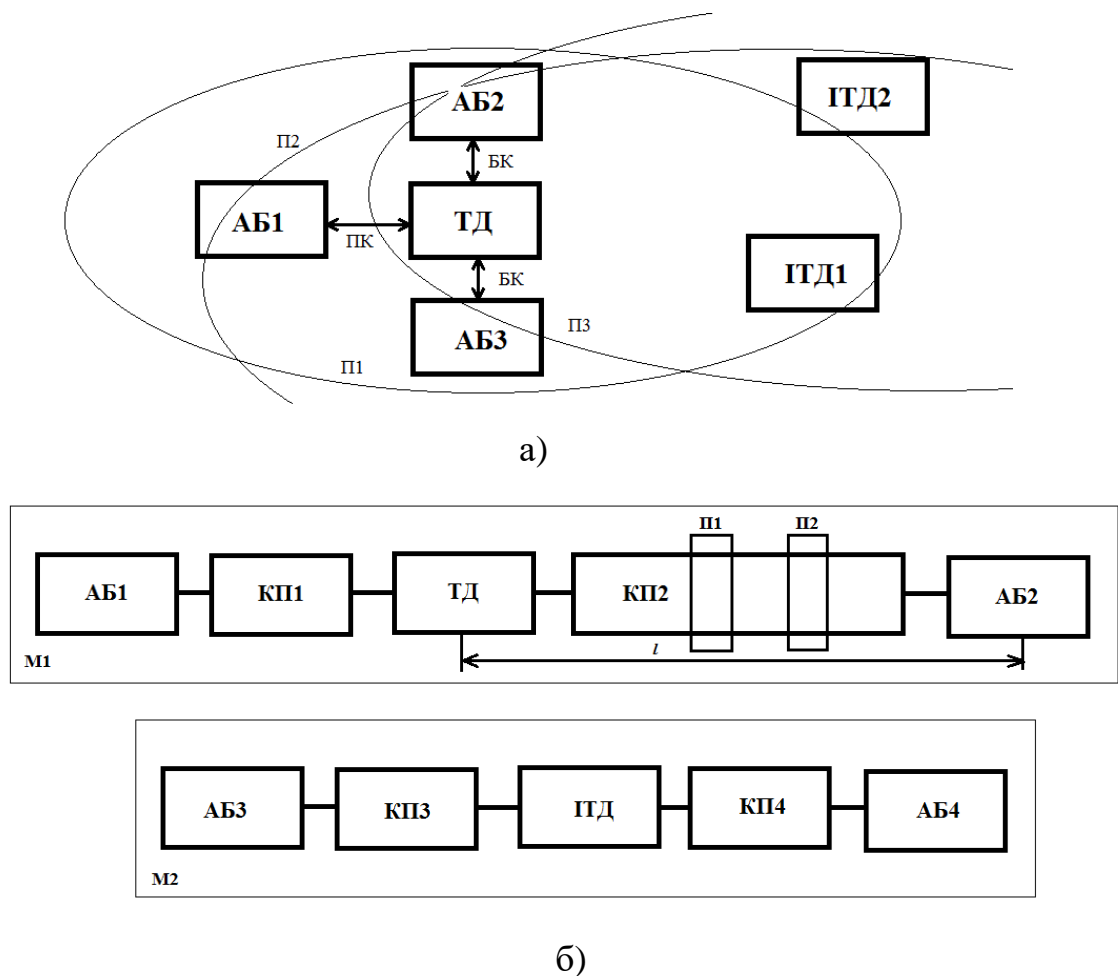 АБ2
ІТД2
П2
БК
АБ1
ТД
ПК
ІТД1
БК
П3
АБ3
П1
а)
П1
П2
АБ1
КП1
ТД
КП2
АБ2
l
М1
АБ3
КП3
ІТД
КП4
АБ4
М2
б)